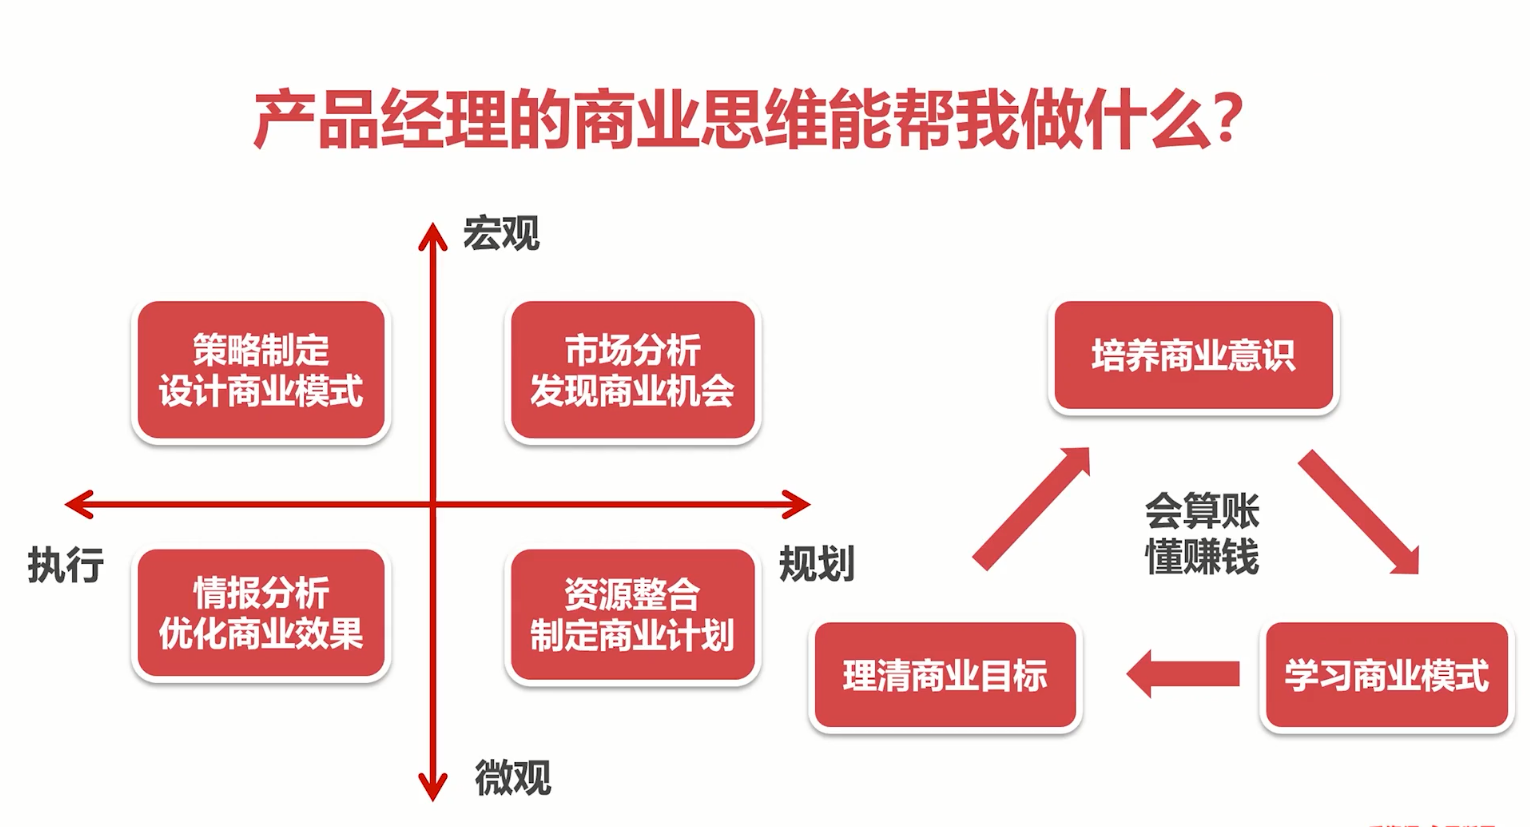 产品经理的商业思维能帮我做什么？
宏观
策略制定
设计商业模式
市场分析
发现商业机会
执行
规划
情报分析
优化商业效果
资源整合
制定商业计划
微观
培养商业意识
会算账
懂赚钱
理清商业目标
学习商业模式